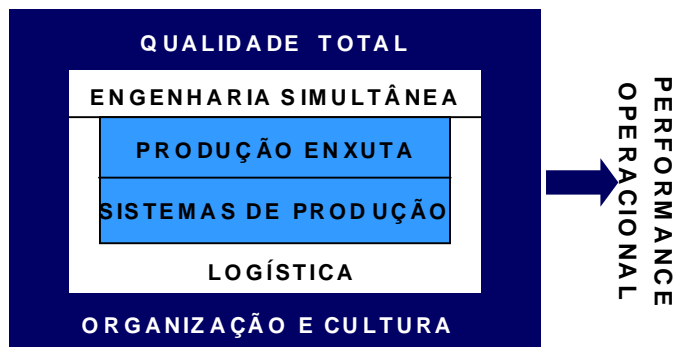 QUALIDADE TOTAL
ENGENHARIA SIMULTÂNEA
PRODUÇÃO ENXUTA
SISTEMAS DE PRODUÇÃO
LOGÍSTICA
ORGANIZAÇÃO E CULTURA
PERFORMANCE
OPERACIONAL